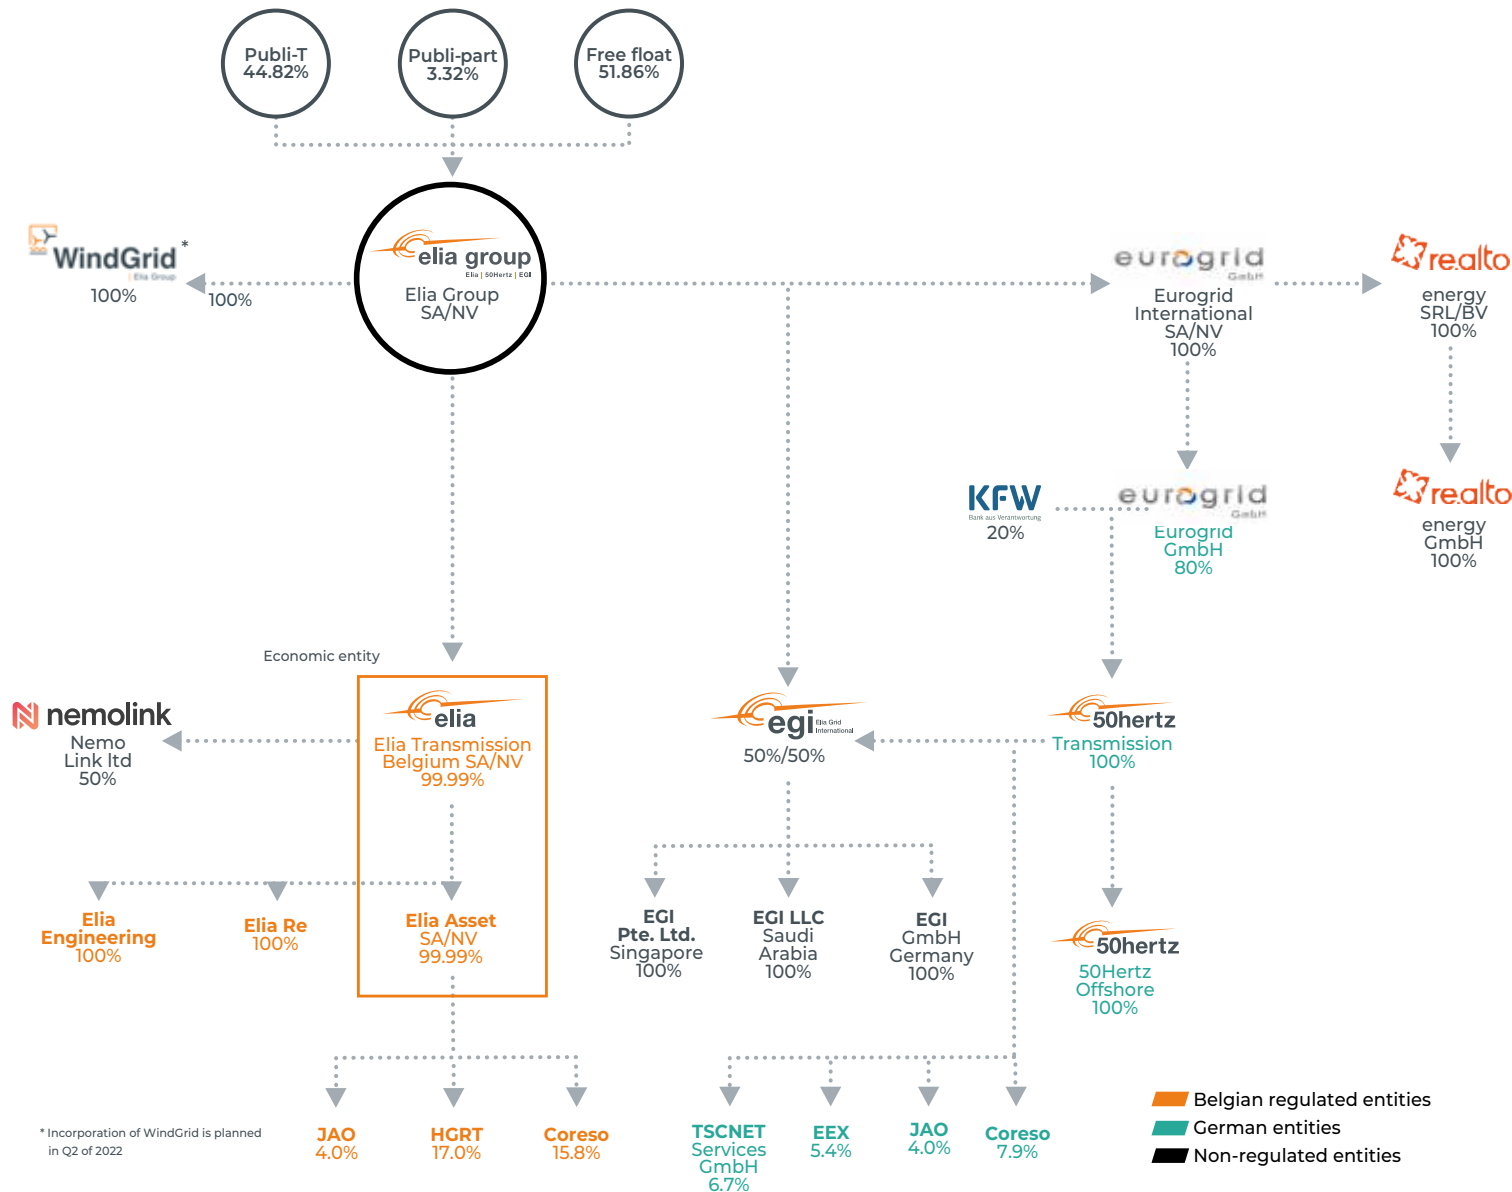 Publi-T
44.82%
Publi-part
3.32%
Free float
51.86%
WindGrid *
Elia Group
100%
100%
elia group
Elia | 50Hertz | EGI
Elia Group
SA/NV
eurogrid
GmbH
Eurogrid
International
SA/NV
100%
re.alto
energy
SRL/BV
100%
KFW
Bank aus Verantwortung
20%
eurogrid
GmbH
Eurogrid
GmbH
80%
re.alto
energy
GmbH
100%
Economic entity
nemolink
Nemo
Link ltd
50%
elia
Elia Transmission
Belgium SA/NV
99.99%
egi Elia Grid
International
50%/50%
50hertz
Transmission
100%
Elia
Engineering
100%
Elia Re
100%
Elia Asset
SA/NV
99.99%
EGI
Pte. Ltd.
Singapore
100%
EGI LLC
Saudi
Arabia
100%
EGI
GmbH
Germany
100%
50hertz
50Hertz
Offshore
100%
JAO
4.0%
HGRT
17.0%
Coreso
15.8%
TSCNET
Services
GmbH
6.7%
EEX
5.4%
JAO
4.0%
Coreso
7.9%
* Incorporation of WindGrid is planned
in Q2 of 2022
Belgian regulated entities
German entities
Non-regulated entities